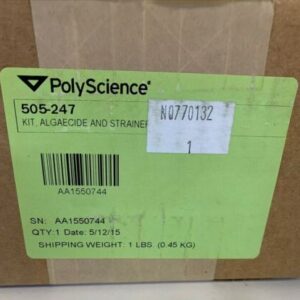 PolyScience®
505-247
KIT, ALGAECIDE AND STRAINER
N0770132
1
AA1550744
SN: AA1550744
QTY:1 Date: 5/12/15
SHIPPING WEIGHT: 1 LBS. (0.45 KG)